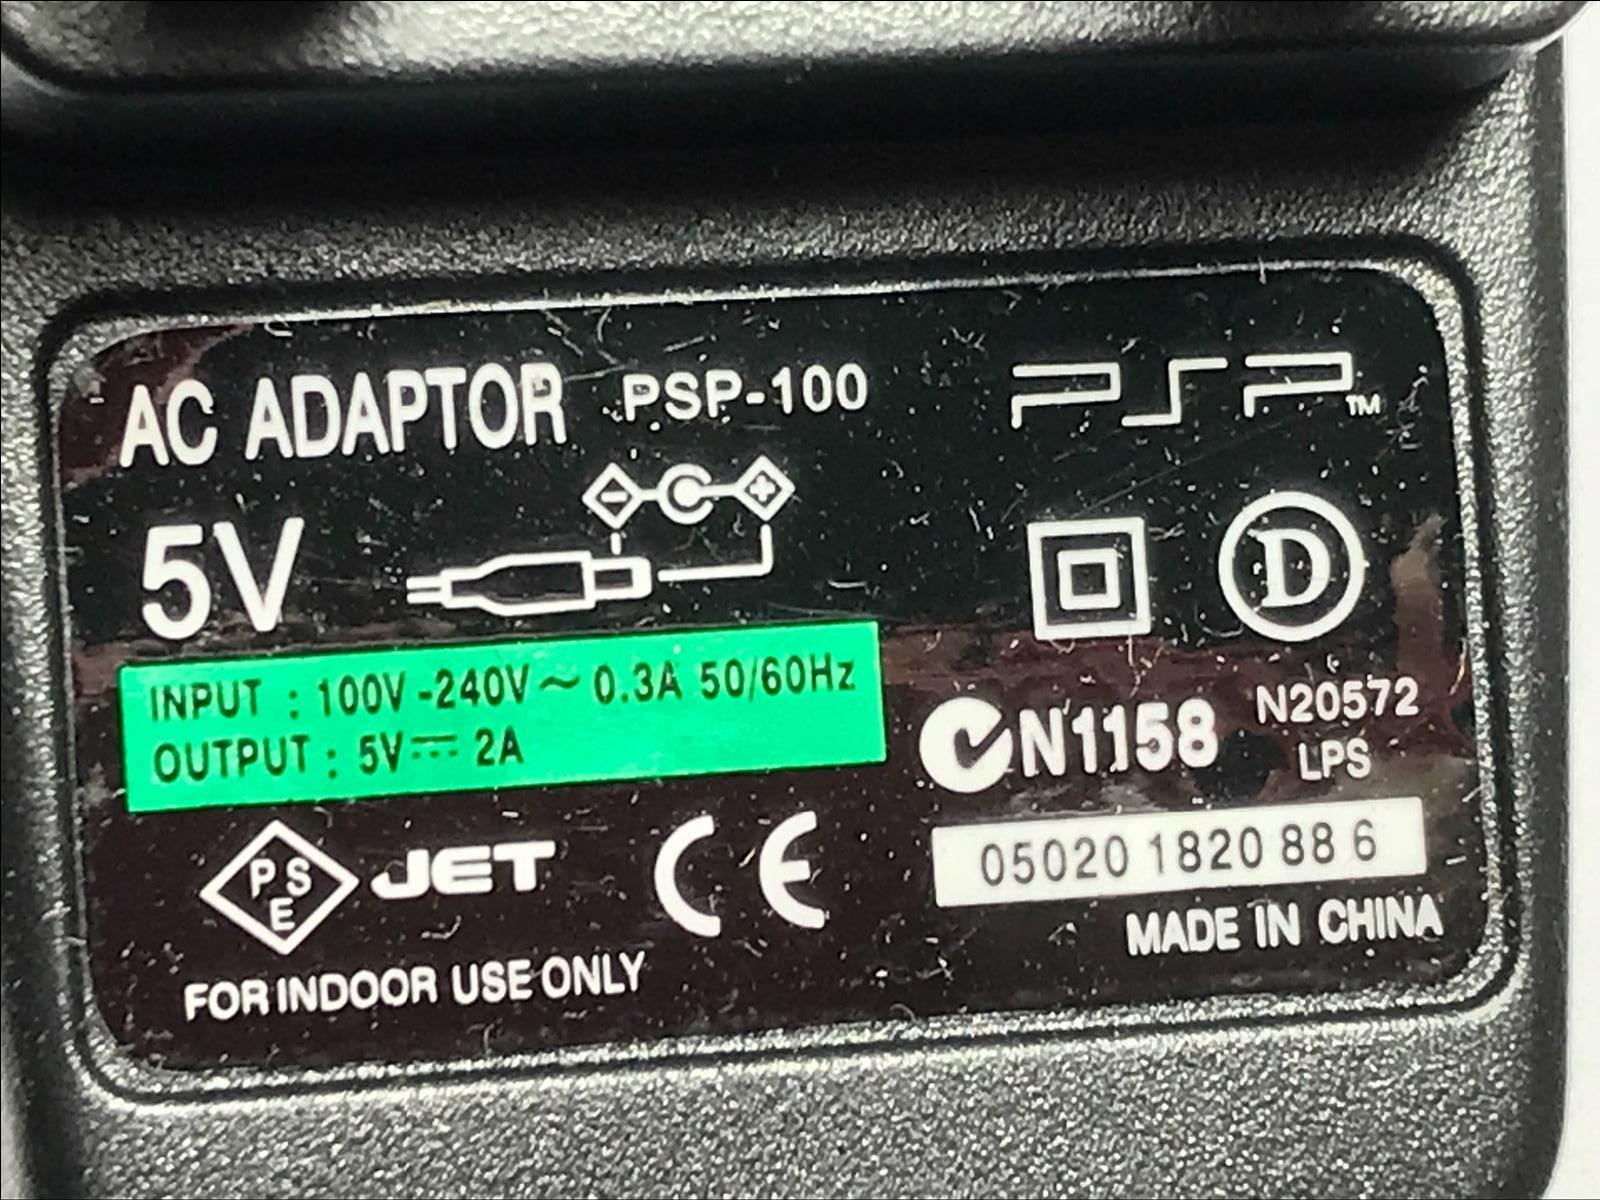 AC ADAPTOR PSP-100
PSP™
5V
D
INPUT : 100V -240V ~ 0.3A 50/60Hz
OUTPUT : 5V ⎓ 2A
N1158
N20572
LPS
PSE JET CE
05020 1820 88 6
MADE IN CHINA
FOR INDOOR USE ONLY